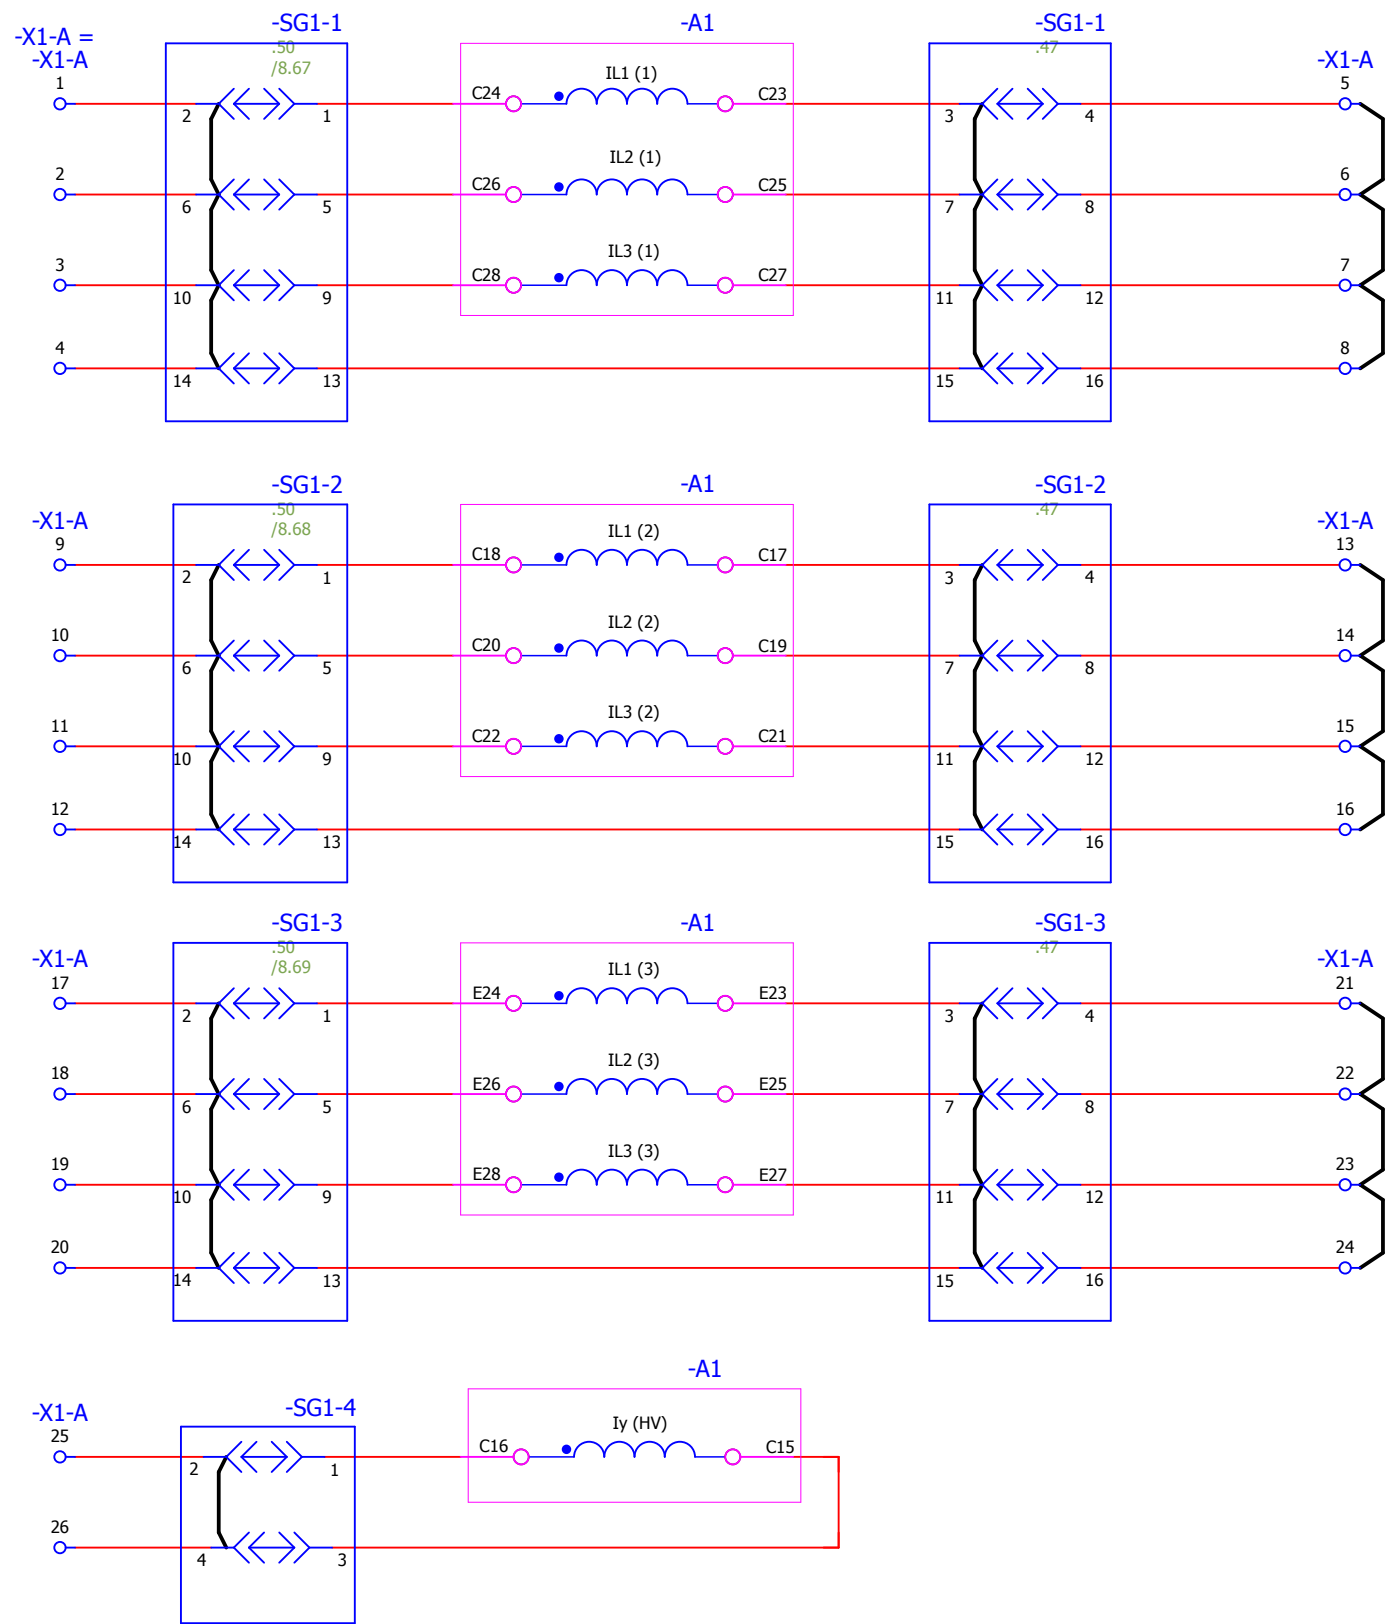 -X1-A =
-X1-A
-SG1-1
.50
/8.67
-A1
-SG1-1
.47
-X1-A
1
2
1
C24
IL1 (1)
C23
3
4
5
2
6
5
C26
IL2 (1)
C25
7
8
6
3
10
9
C28
IL3 (1)
C27
11
12
7
4
14
13
15
16
8
-X1-A
-SG1-2
.50
/8.68
-A1
-SG1-2
.47
-X1-A
9
2
1
C18
IL1 (2)
C17
3
4
13
10
6
5
C20
IL2 (2)
C19
7
8
14
11
10
9
C22
IL3 (2)
C21
11
12
15
12
14
13
15
16
16
-X1-A
-SG1-3
.50
/8.69
-A1
-SG1-3
.47
-X1-A
17
2
1
E24
IL1 (3)
E23
3
4
21
18
6
5
E26
IL2 (3)
E25
7
8
22
19
10
9
E28
IL3 (3)
E27
11
12
23
20
14
13
15
16
24
-X1-A
-SG1-4
-A1
25
2
1
C16
Iy (HV)
C15
26
4
3